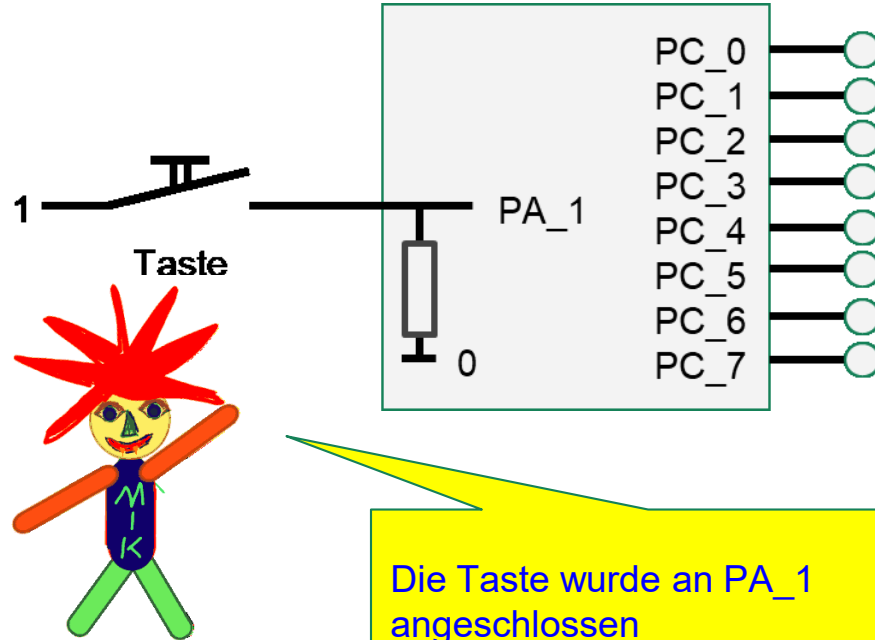 PC_0
PC_1
PC_2
1
PA_1
PC_3
PC_4
Taste
PC_5
PC_6
0
PC_7
MIK
Die Taste wurde an PA_1
angeschlossen